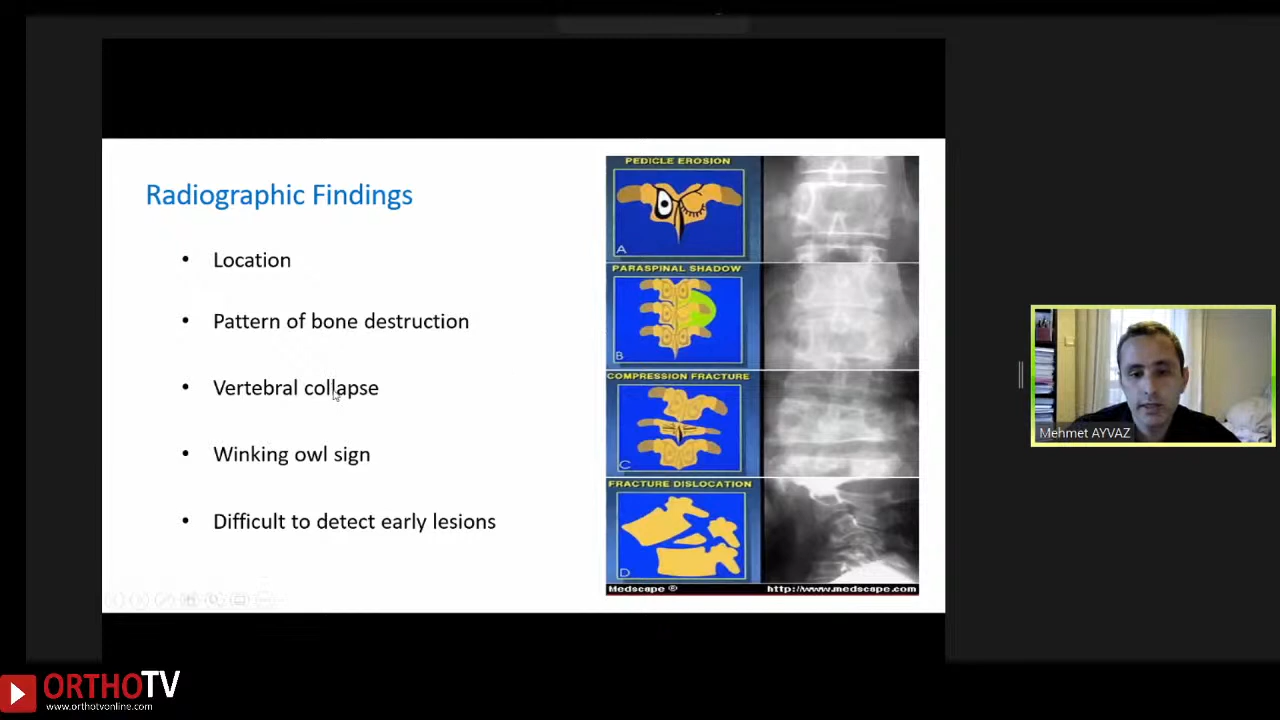 Radiographic Findings
• Location
• Pattern of bone destruction
• Vertebral collapse
• Winking owl sign
• Difficult to detect early lesions
PEDICLE EROSION
A
PARASPINAL SHADOW
B
COMPRESSION FRACTURE
C
FRACTURE DISLOCATION
D
Medscape ® http://www.medscape.com
Mehmet AYVAZ
ORTHOTV
www.orthotvonline.com